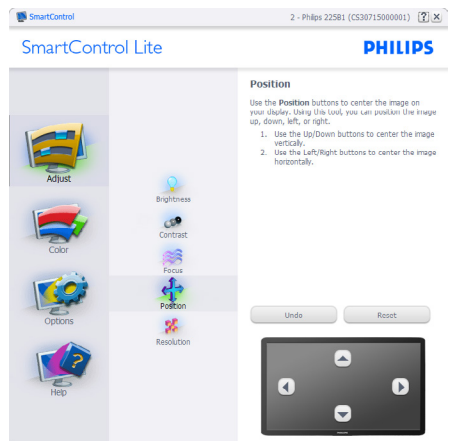 SmartControl
2 - Philips 225B1 (CS30715000001)
?
SmartControl Lite
PHILIPS
Adjust
Color
Options
Help
Brightness
Contrast
Focus
Position
Resolution
Position
Use the Position buttons to center the image on
your display. Using this tool, you can position the image
up, down, left, or right.
1. Use the Up/Down buttons to center the image
vertically.
2. Use the Left/Right buttons to center the image
horizontally.
Undo
Reset